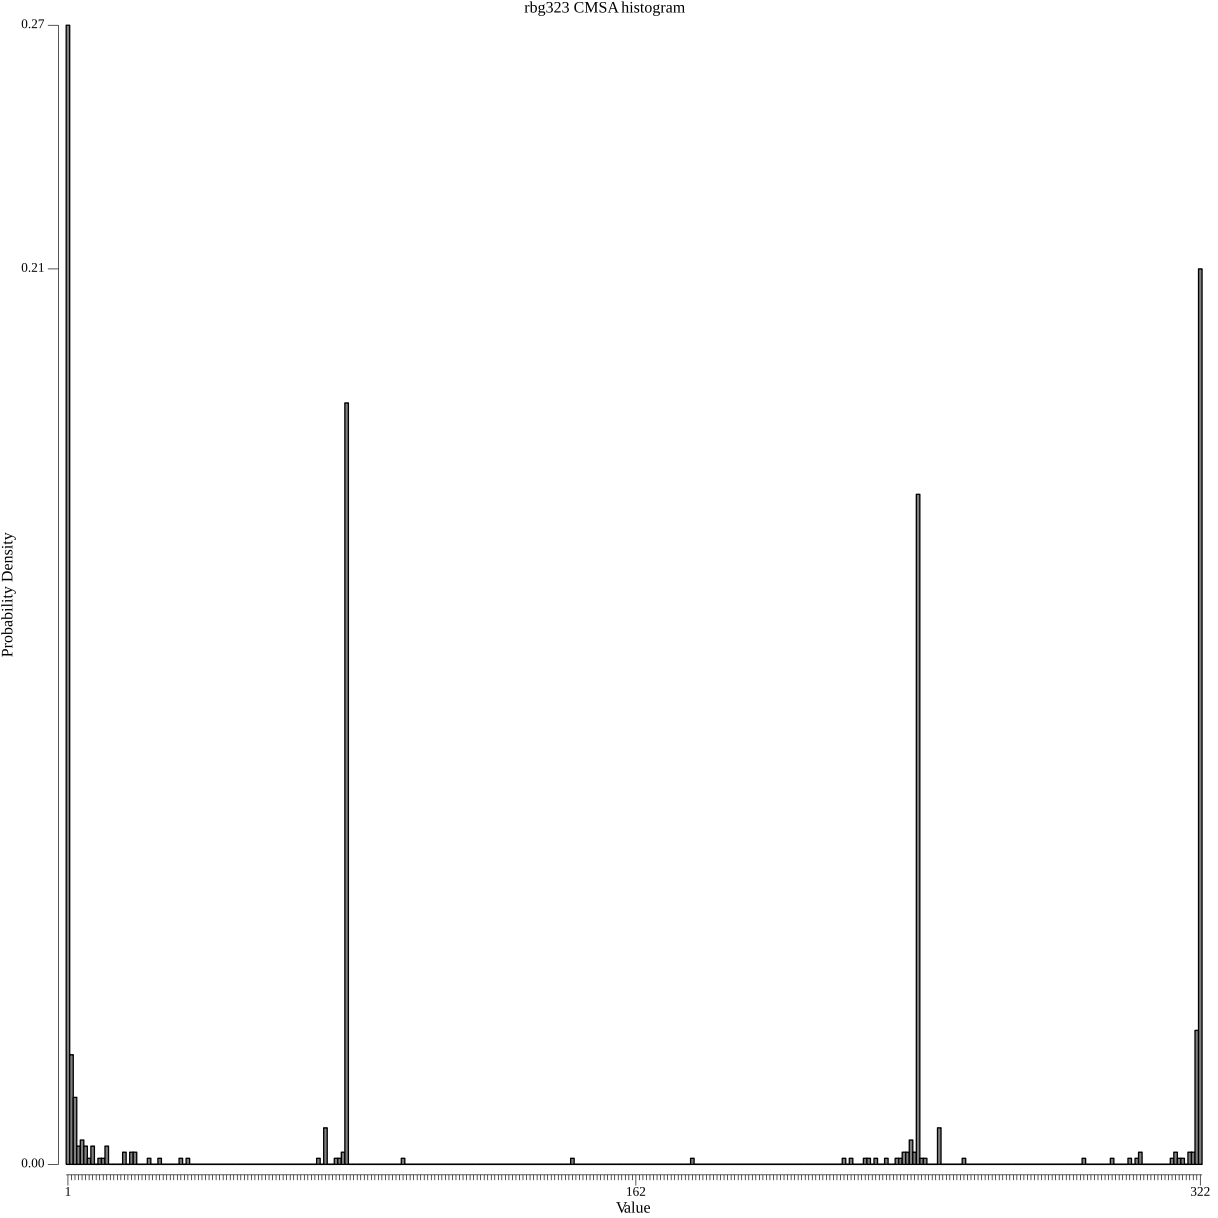 rbg323 CMSA histogram
0.27
0.21
Probability Density
0.00
1
162
322
Value